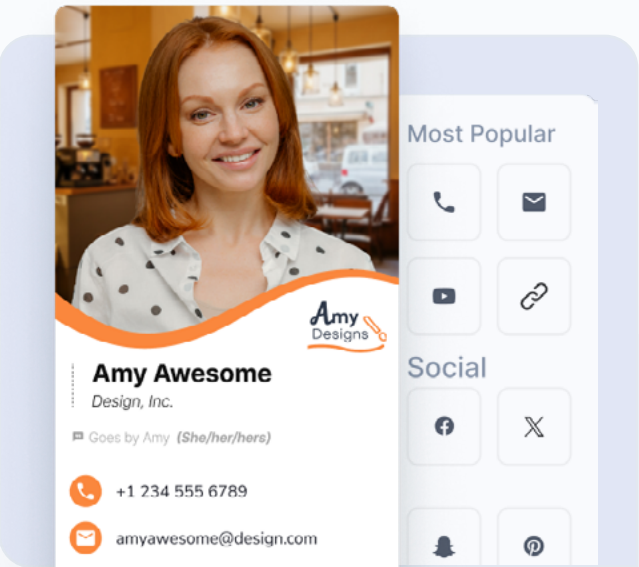 Amy
Designs
Amy Awesome
Design, Inc.
Goes by Amy (She/her/hers)
+1 234 555 6789
amyawesome@design.com
Most Popular
Social